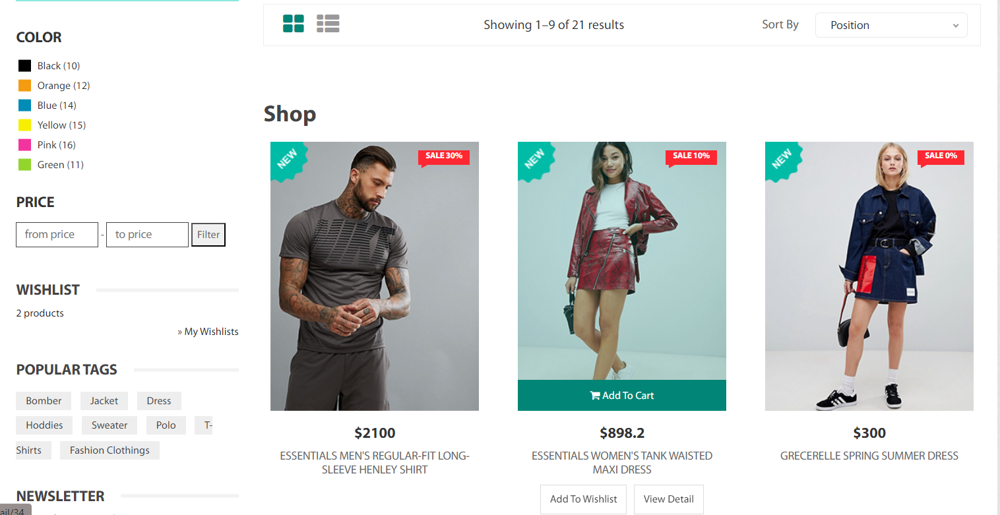 COLOR
Black (10)
Orange (12)
Blue (14)
Yellow (15)
Pink (16)
Green (11)
PRICE
from price - to price Filter
WISHLIST
2 products
» My Wishlists
POPULAR TAGS
Bomber Jacket Dress
Hoddies Sweater Polo T-
Shirts Fashion Clothings
NEWSLETTER
ail/34
Showing 1–9 of 21 results
Sort By Position
Shop
NEW SALE 30%
NEW SALE 10%
NEW SALE 0%
Add To Cart
$2100
ESSENTIALS MEN'S REGULAR-FIT LONG-
SLEEVE HENLEY SHIRT
$898.2
ESSENTIALS WOMEN'S TANK WAISTED
MAXI DRESS
Add To Wishlist View Detail
$300
GRECERELLE SPRING SUMMER DRESS